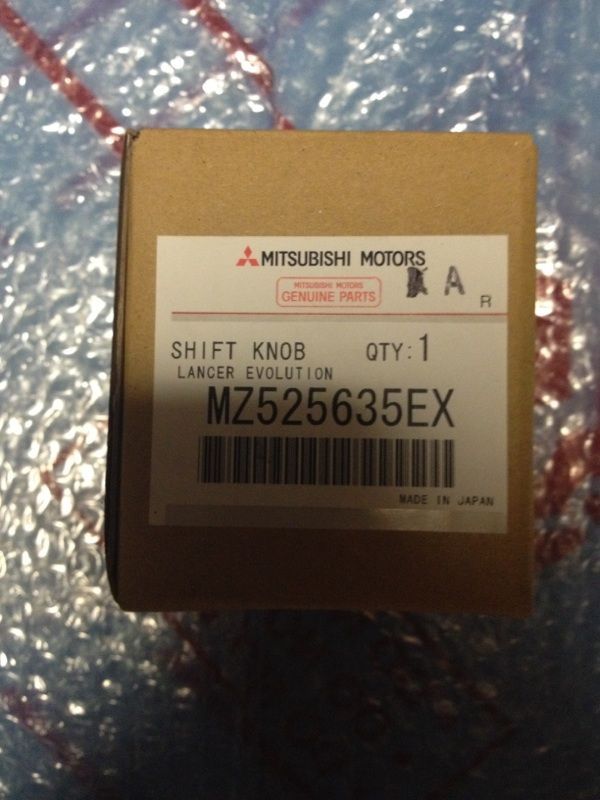 MITSUBISHI MOTORS
MITSUBISHI MOTORS
GENUINE PARTS
A
R
SHIFT KNOB QTY:1
LANCER EVOLUTION
MZ525635EX
MADE IN JAPAN